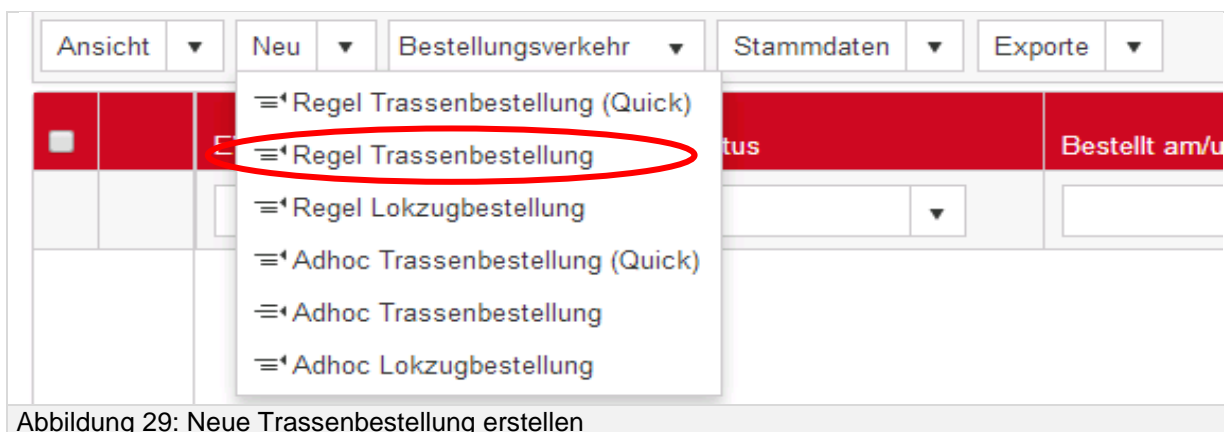 Ansicht Neu Bestellungsverkehr Stammdaten Exporte
Regel Trassenbestellung (Quick)
tus Bestellt am/u
Regel Trassenbestellung
Regel Lokzugbestellung
Adhoc Trassenbestellung (Quick)
Adhoc Trassenbestellung
Adhoc Lokzugbestellung
Abbildung 29: Neue Trassenbestellung erstellen